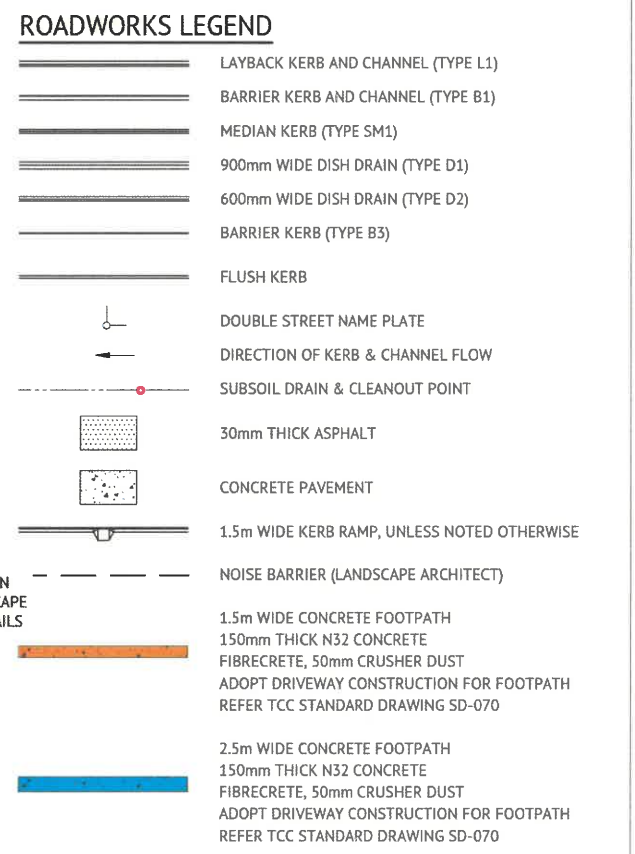 ROADWORKS LEGEND
LAYBACK KERB AND CHANNEL (TYPE L1)
BARRIER KERB AND CHANNEL (TYPE B1)
MEDIAN KERB (TYPE SM1)
900mm WIDE DISH DRAIN (TYPE D1)
600mm WIDE DISH DRAIN (TYPE D2)
BARRIER KERB (TYPE B3)
FLUSH KERB
DOUBLE STREET NAME PLATE
DIRECTION OF KERB & CHANNEL FLOW
SUBSOIL DRAIN & CLEANOUT POINT
30mm THICK ASPHALT
CONCRETE PAVEMENT
1.5m WIDE KERB RAMP, UNLESS NOTED OTHERWISE
NOISE BARRIER (LANDSCAPE ARCHITECT)
1.5m WIDE CONCRETE FOOTPATH
150mm THICK N32 CONCRETE
FIBRECRETE, 50mm CRUSHER DUST
ADOPT DRIVEWAY CONSTRUCTION FOR FOOTPATH
REFER TCC STANDARD DRAWING SD-070
2.5m WIDE CONCRETE FOOTPATH
150mm THICK N32 CONCRETE
FIBRECRETE, 50mm CRUSHER DUST
ADOPT DRIVEWAY CONSTRUCTION FOR FOOTPATH
REFER TCC STANDARD DRAWING SD-070